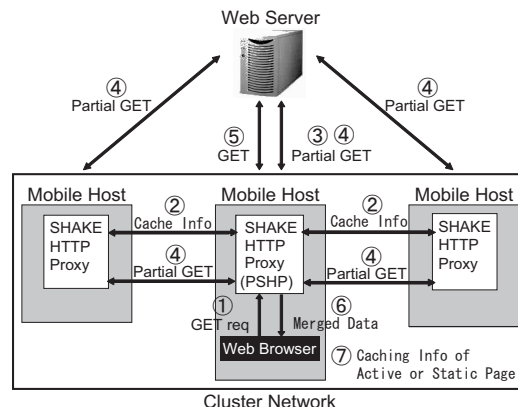 Web Server
④
Partial GET
④
Partial GET
⑤
GET
③ ④
Partial GET
Mobile Host
Mobile Host
Mobile Host
SHAKE
HTTP
Proxy
②
Cache Info
SHAKE
HTTP
Proxy
(PSHP)
②
Cache Info
SHAKE
HTTP
Proxy
④
Partial GET
④
Partial GET
①
GET req
⑥
Merged Data
Web Browser
⑦ Caching Info of
Active or Static Page
Cluster Network